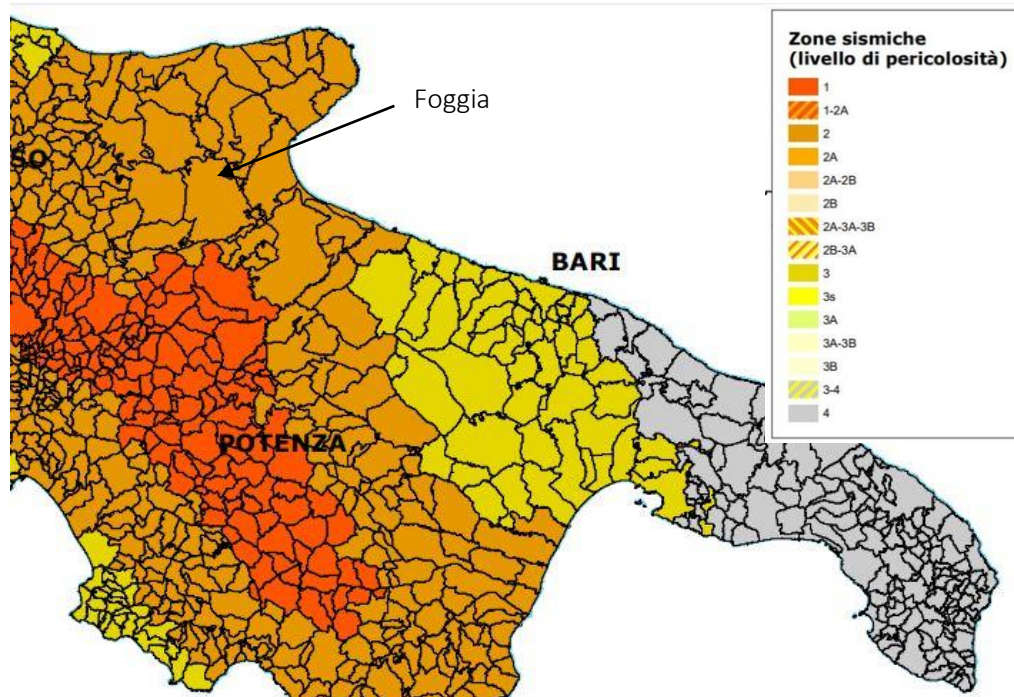 Foggia
SO
BARI
POTENZA
Zone sismiche
(livello di pericolosità)
1
1-2A
2
2A
2A-2B
2B
2A-3A-3B
2B-3A
3
3s
3A
3A-3B
3B
3-4
4